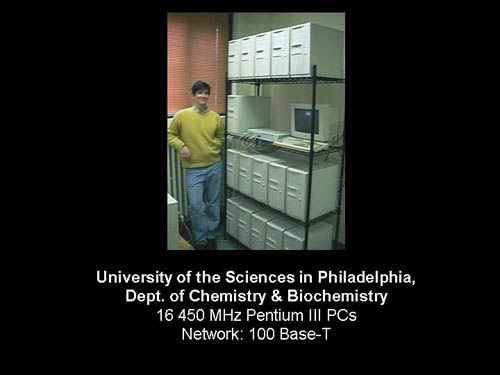 University of the Sciences in Philadelphia,
Dept. of Chemistry & Biochemistry
16 450 MHz Pentium III PCs
Network: 100 Base-T